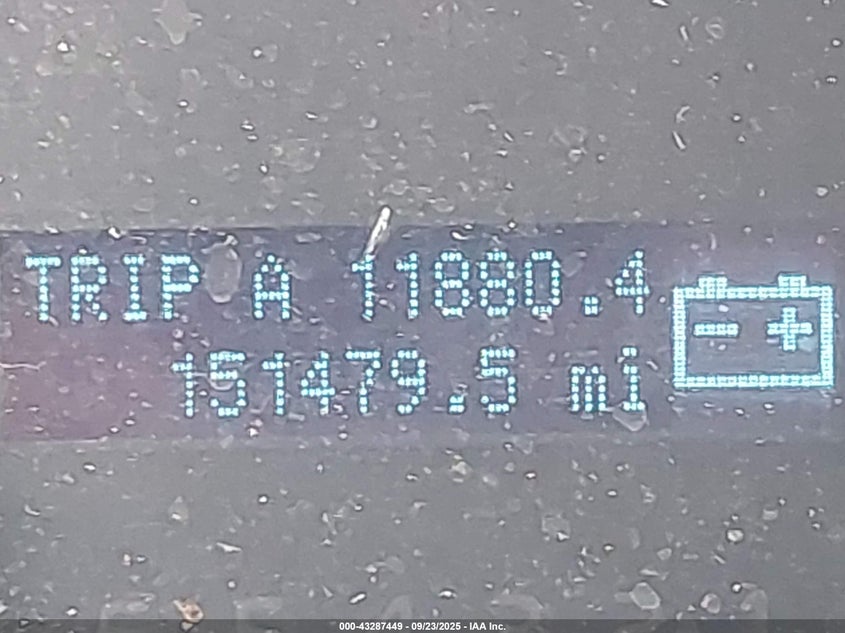 TRIP A 11880.4
151479.5 mi
- +
000-43287449 - 09/23/2025 - IAA Inc.